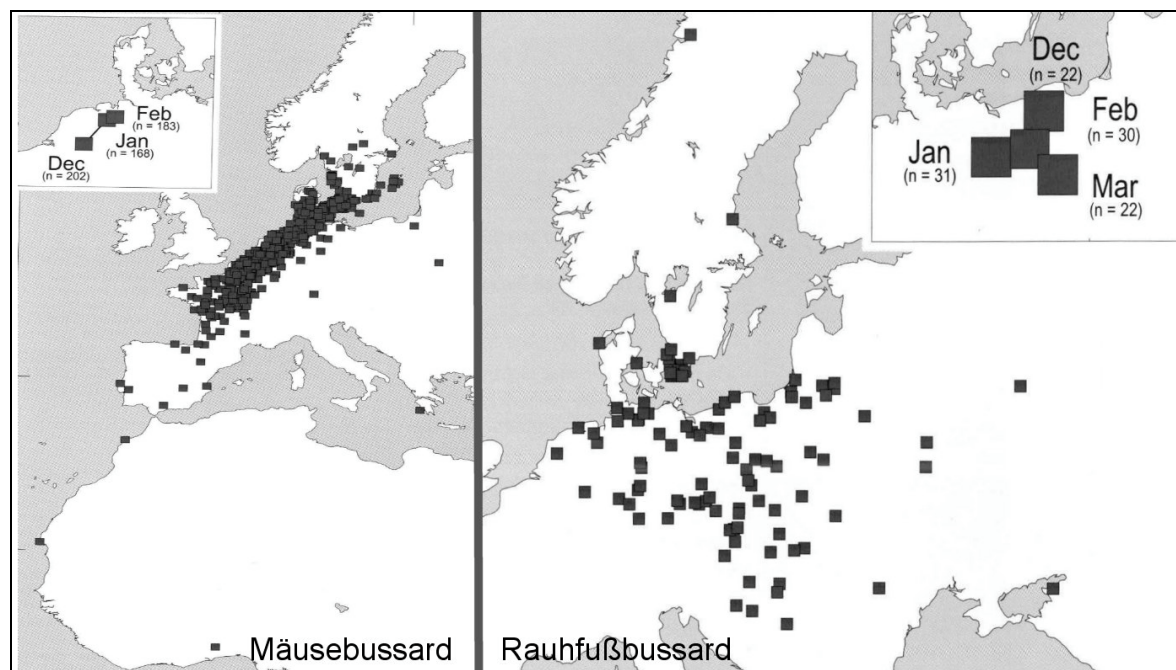 Feb
(n = 183)
Jan
(n = 168)
Dec
(n = 202)
Mäusebussard
Dec
(n = 22)
Feb
(n = 30)
Jan
(n = 31)
Mar
(n = 22)
Rauhfußbussard